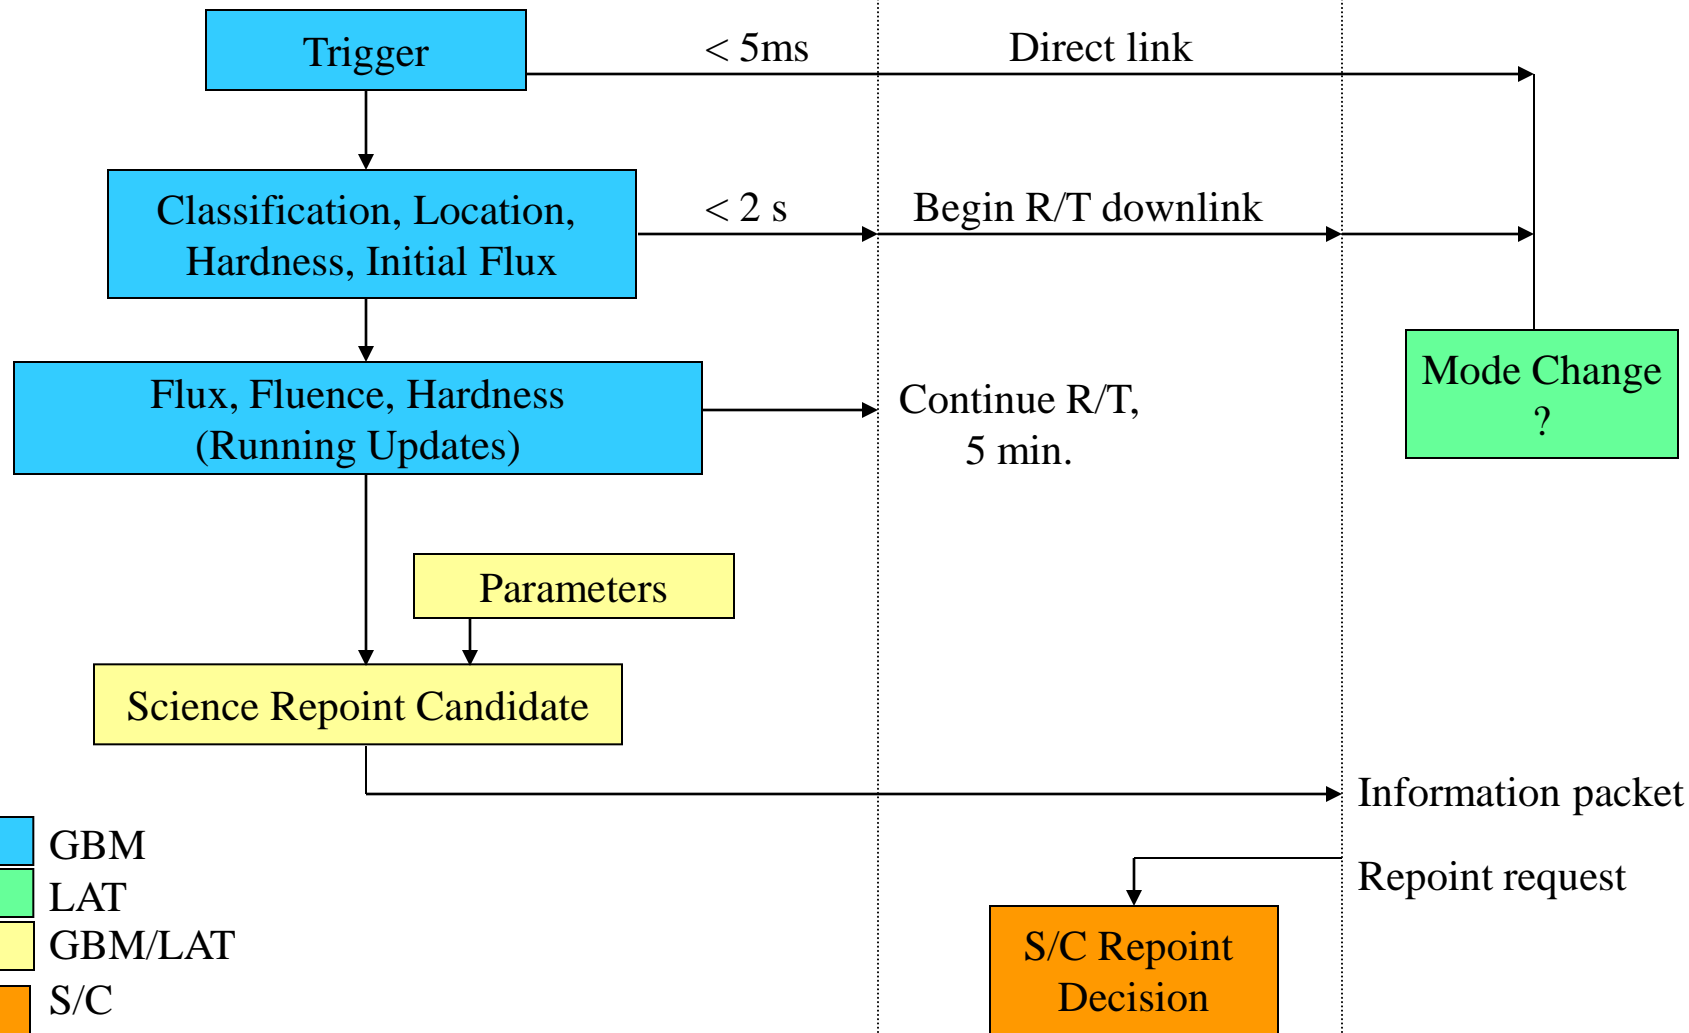 Trigger
< 5ms
Direct link
Classification, Location,
Hardness, Initial Flux
< 2 s
Begin R/T downlink
Flux, Fluence, Hardness
(Running Updates)
Continue R/T,
5 min.
Mode Change
?
Parameters
Science Repoint Candidate
Information packet
Repoint request
S/C Repoint
Decision
GBM
LAT
GBM/LAT
S/C